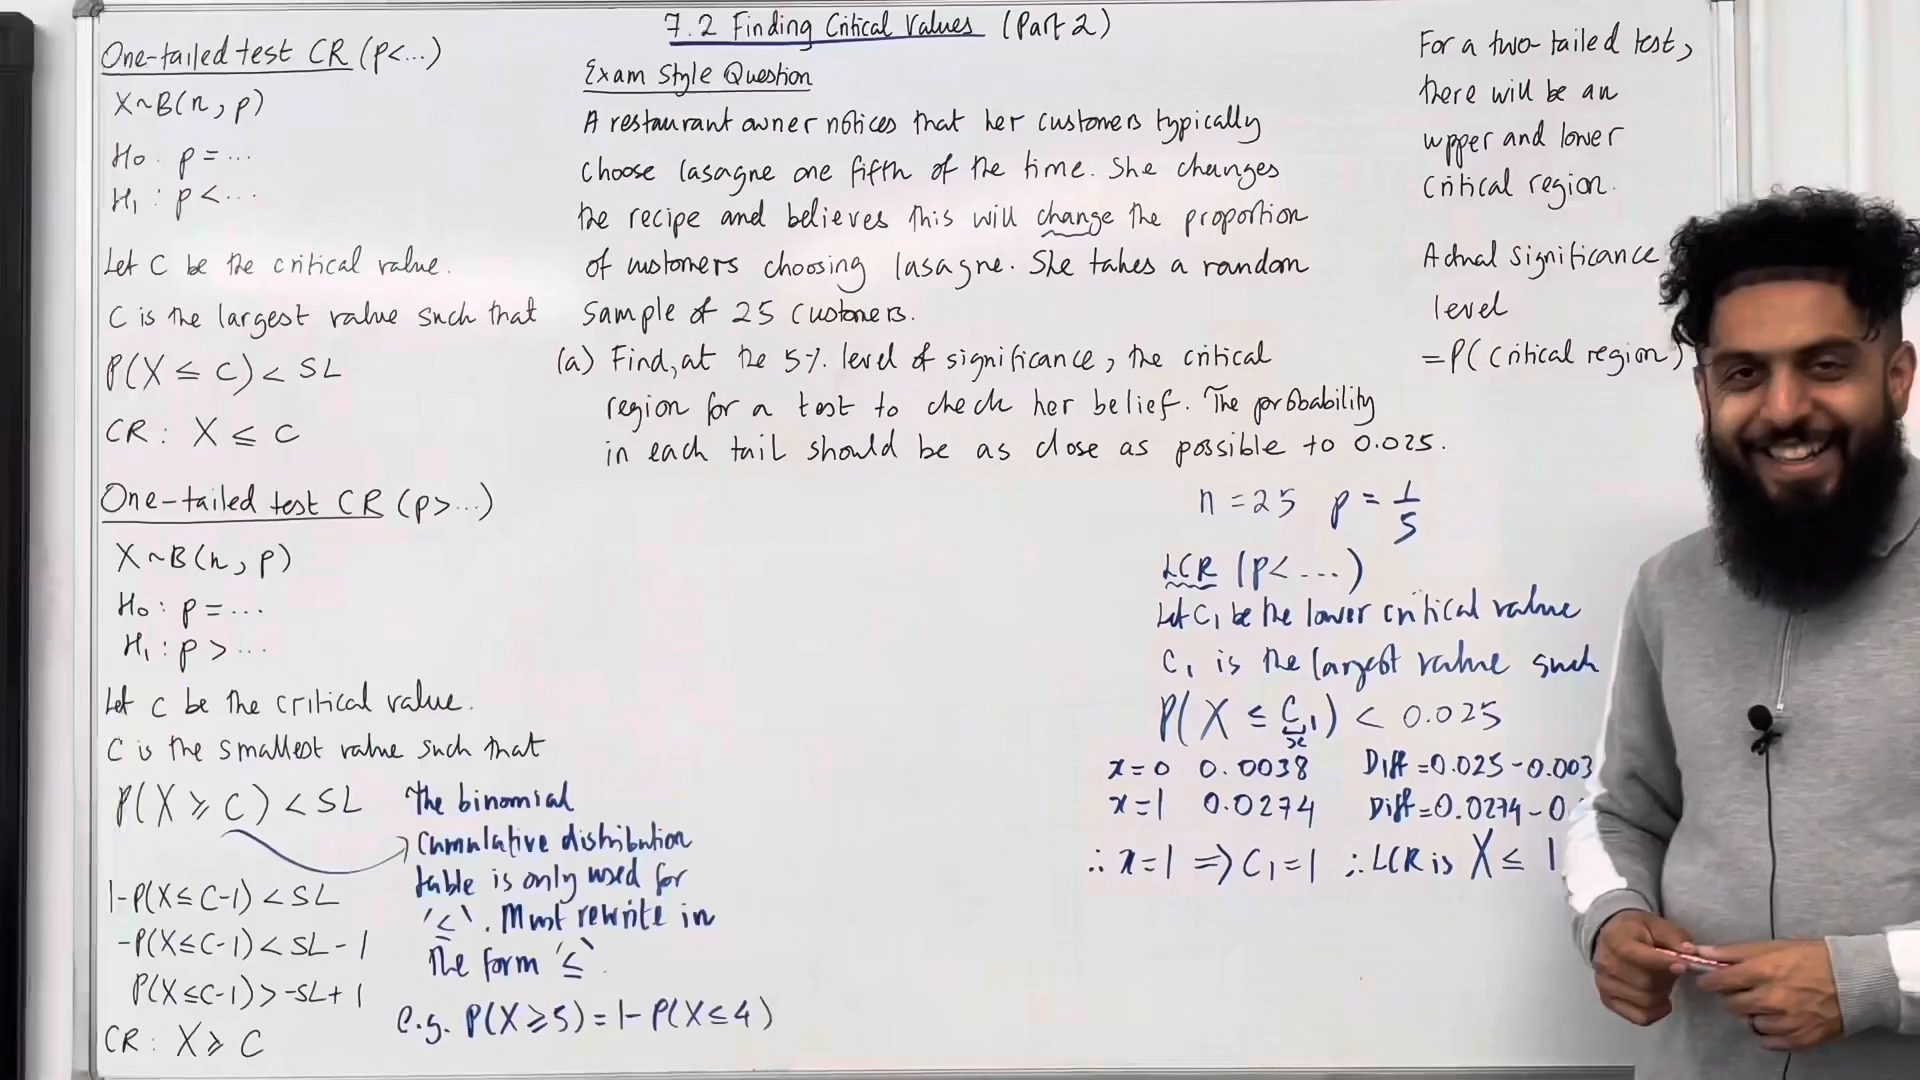 7.2 Finding Critical Values (Part 2)
One-tailed test CR (p<...)
X~B(n, p)
H₀: p = ...
H₁: p < ...
Let C be the critical value.
C is the largest value such that
P(X ≤ C) < SL
CR: X ≤ C
One-tailed test CR (p>...)
X~B(n, p)
H₀: p = ...
H₁: p > ...
Let C be the critical value.
C is the smallest value such that
P(X ≥ C) < SL
1-P(X≤C-1) < SL
-P(X≤C-1) < SL - 1
P(X≤C-1) > -SL+1
CR: X ≥ C
The binomial
Cumulative distribution
table is only used for
'≤'. Must rewrite in
the form '≤'.
e.g. P(X≥5) = 1 - P(X≤4)
Exam Style Question
A restaurant owner notices that her customers typically
choose lasagne one fifth of the time. She changes
the recipe and believes this will change the proportion
of customers choosing lasagne. She takes a random
sample of 25 customers.
(a) Find, at the 5% level of significance, the critical
region for a test to check her belief. The probability
in each tail should be as close as possible to 0.025.
n = 25 p = 1/5
LCR (p< ...)
Let C₁ be the lower critical value
C₁ is the largest value such
P(X ≤ C₁) < 0.025
x
x=0 0.0038 Diff = 0.025 - 0.003
x=1 0.0274 Diff = 0.0274 - 0.
∴ x=1 ⇒ C₁=1 ∴ LCR is X ≤ 1
For a two-tailed test,
there will be an
upper and lower
critical region.
Actual significance
level
= P(critical region)